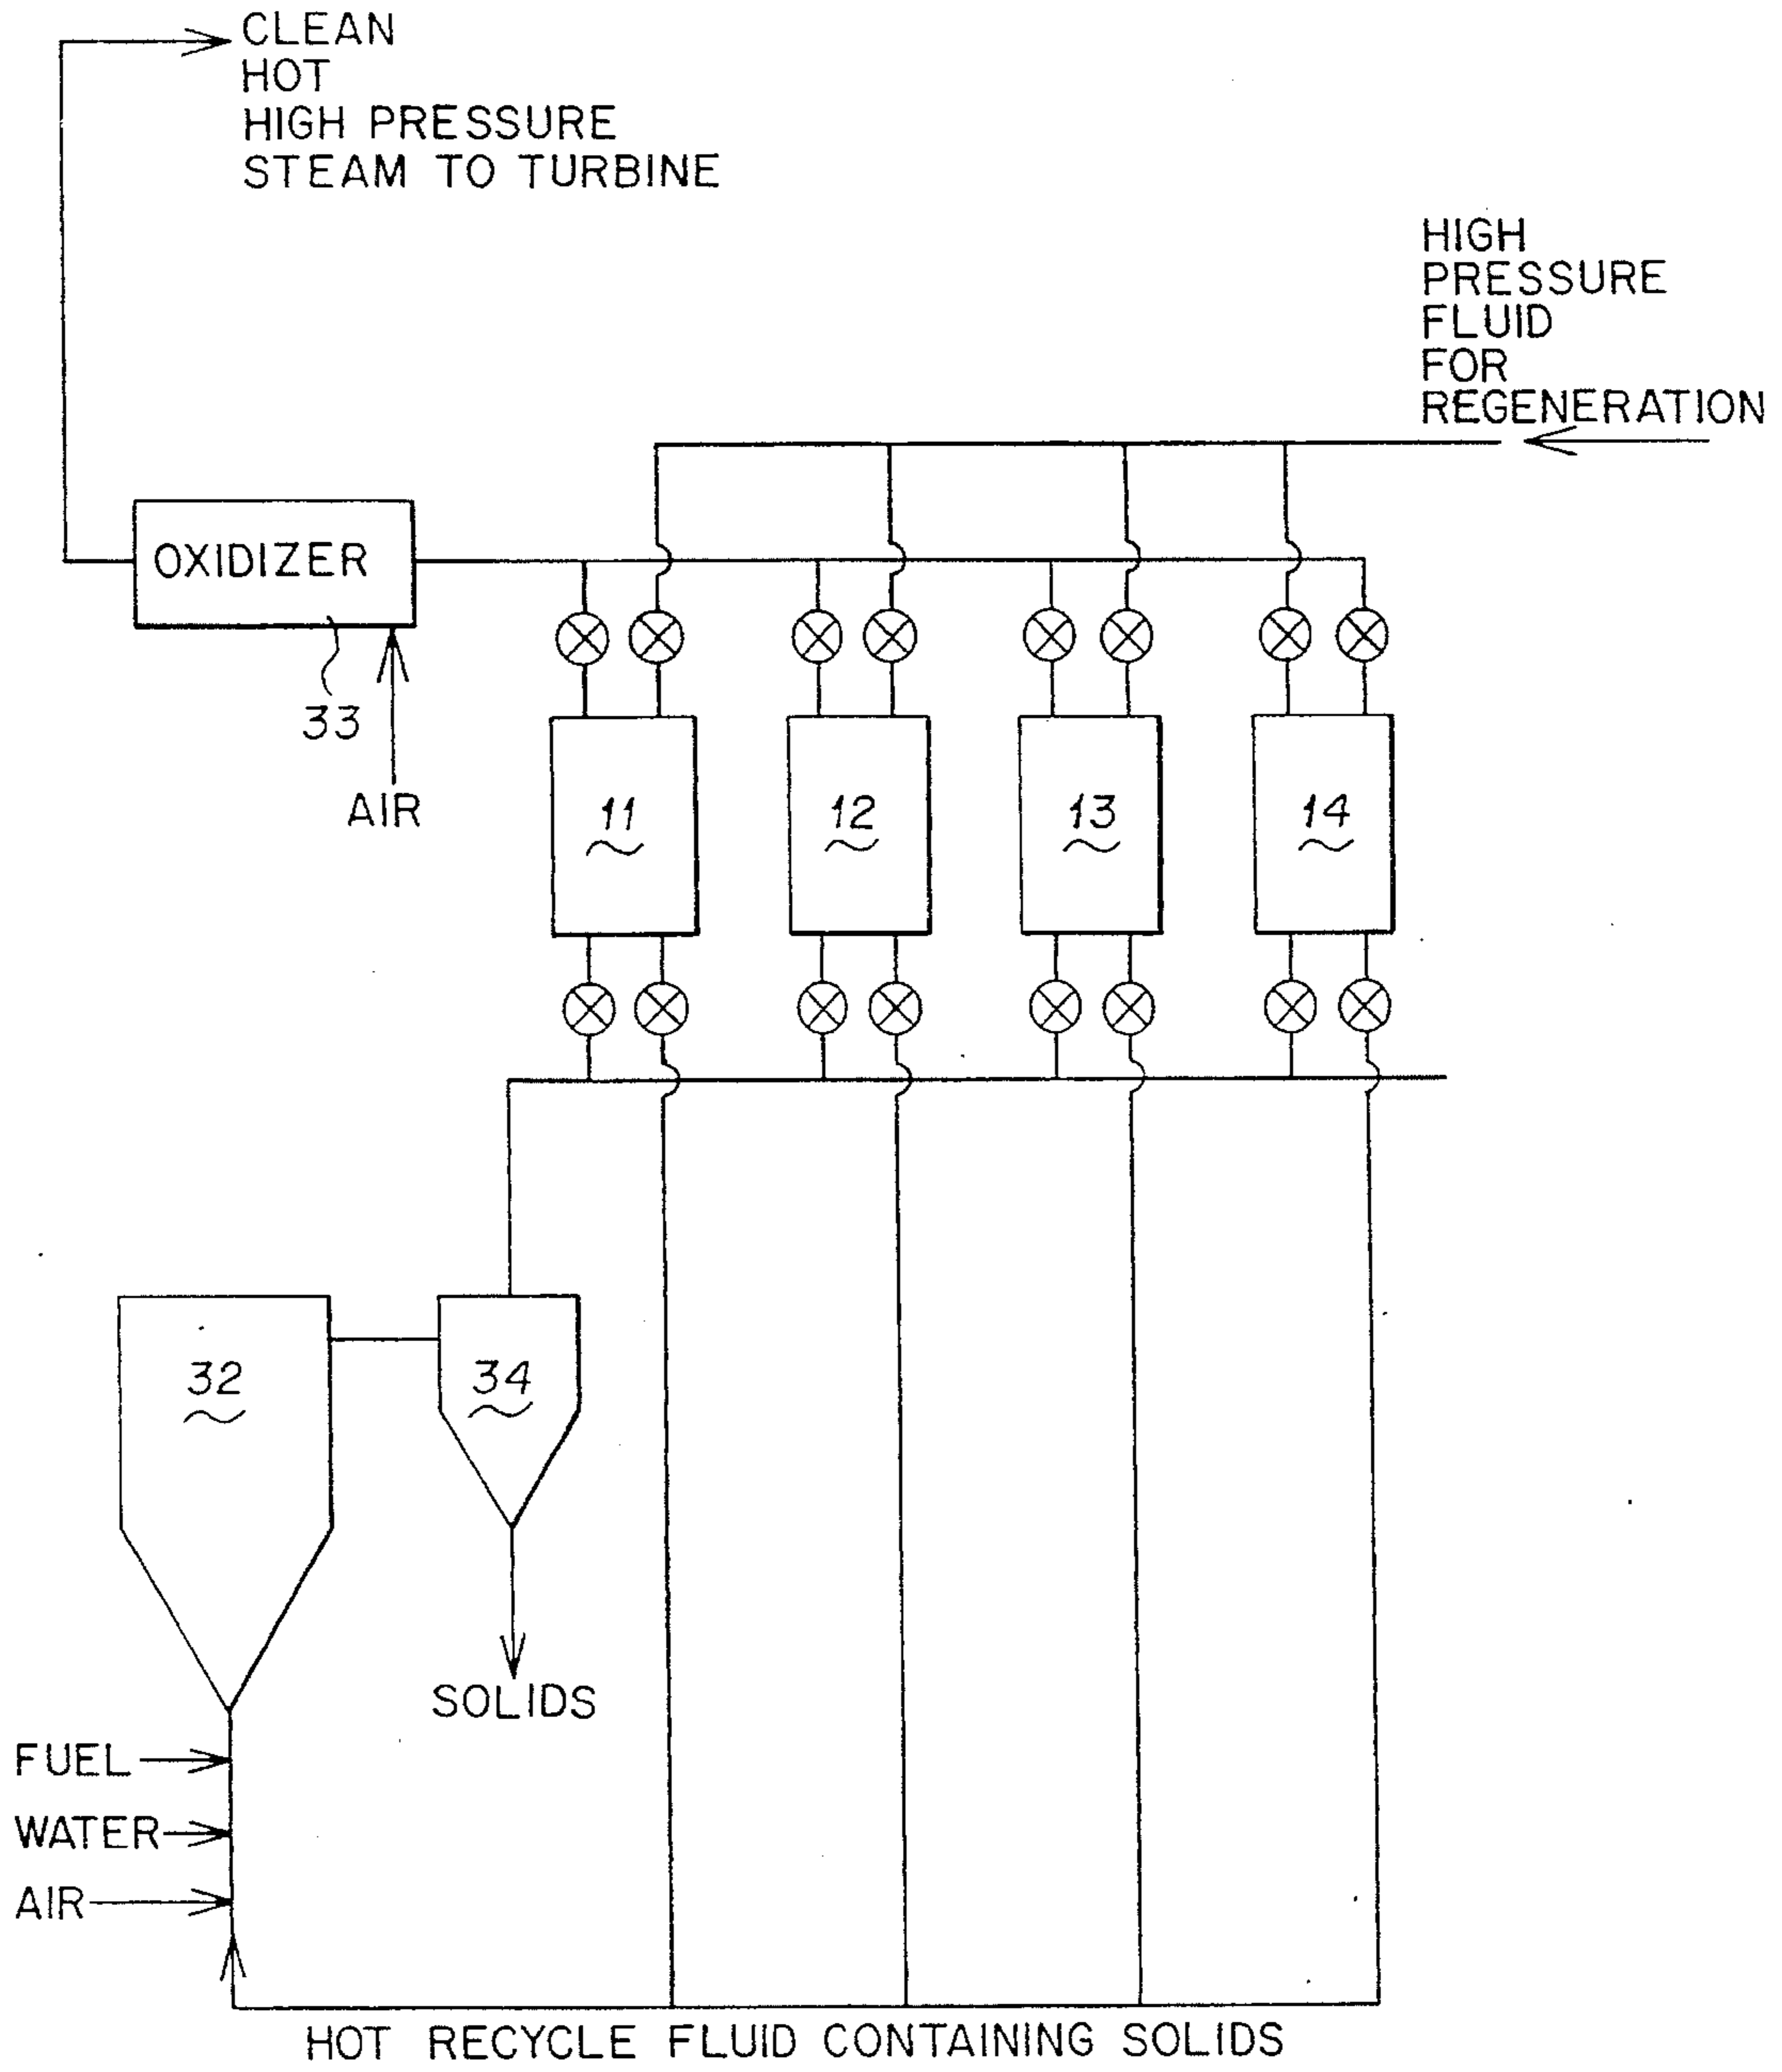 CLEAN
HOT
HIGH PRESSURE
STEAM TO TURBINE
HIGH
PRESSURE
FLUID
FOR
REGENERATION
OXIDIZER
33
AIR
11
12
13
14
32
34
SOLIDS
FUEL
WATER
AIR
HOT RECYCLE FLUID CONTAINING SOLIDS